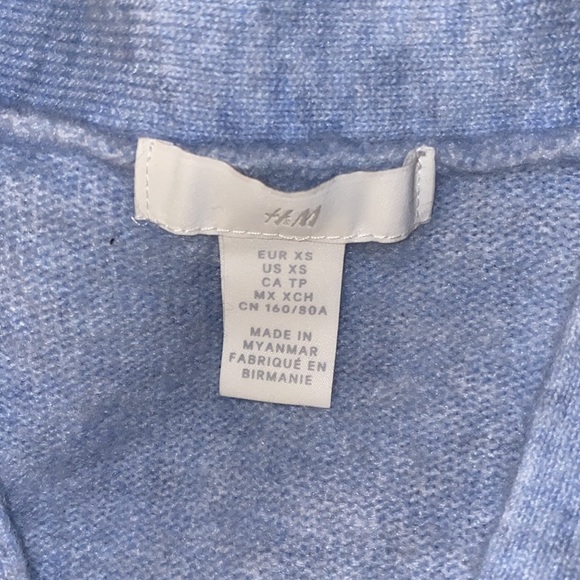 H&M
EUR XS
US XS
CA TP
MX XCH
CN 160/80A
MADE IN
MYANMAR
FABRIQUÉ EN
BIRMANIE